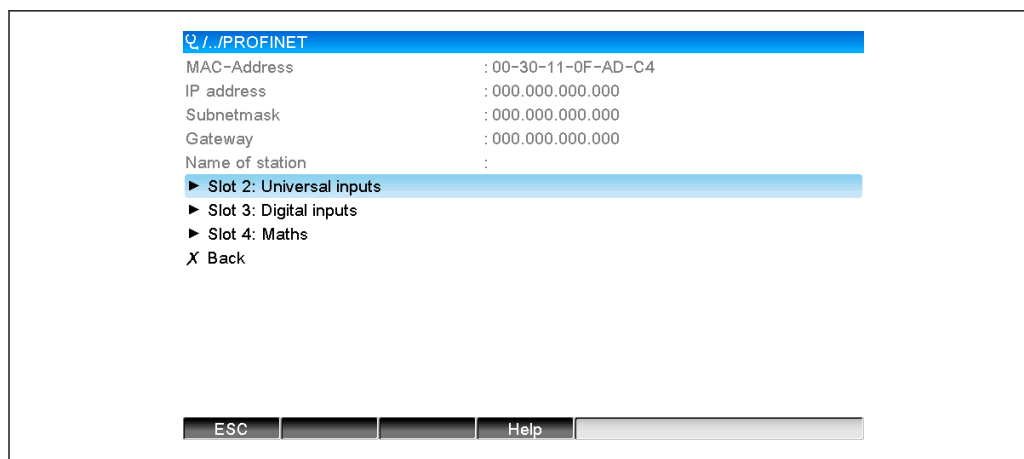 /../PROFINET
MAC-Address : 00-30-11-0F-AD-C4
IP address : 000.000.000.000
Subnetmask : 000.000.000.000
Gateway : 000.000.000.000
Name of station :
► Slot 2: Universal inputs
► Slot 3: Digital inputs
► Slot 4: Maths
X Back
ESC Help